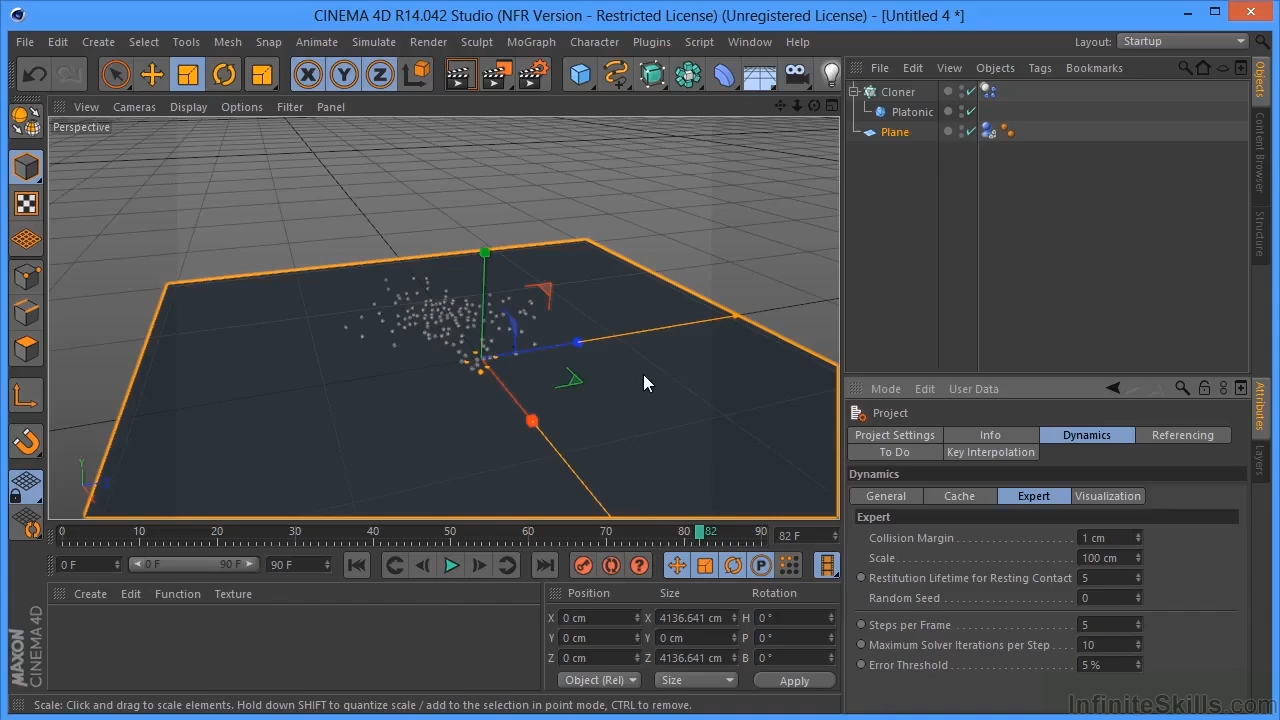 CINEMA 4D R14.042 Studio (NFR Version - Restricted License) (Unregistered License) - [Untitled 4 *]
File Edit Create Select Tools Mesh Snap Animate Simulate Render Sculpt MoGraph Character Plugins Script Window Help Layout: Startup
X Y Z
File Edit View Objects Tags Bookmarks
Cloner
Platonic
Plane
Objects
Content Browser
Structure
View Cameras Display Options Filter Panel
Perspective
Y
0 10 20 30 40 50 60 70 80 82 90 82 F
0 F 0 F 90 F 90 F
P
Create Edit Function Texture
Position Size Rotation
X 0 cm X 4136.641 cm H 0 °
Y 0 cm Y 0 cm P 0 °
Z 0 cm Z 4136.641 cm B 0 °
Object (Rel) Size Apply
Mode Edit User Data
Project
Project Settings Info Dynamics Referencing
To Do Key Interpolation
Dynamics
General Cache Expert Visualization
Expert
Collision Margin 1 cm
Scale 100 cm
Restitution Lifetime for Resting Contact 5
Random Seed 0
Steps per Frame 5
Maximum Solver Iterations per Step 10
Error Threshold 5 %
Attributes
Layers
MAXON
CINEMA 4D
Scale: Click and drag to scale elements. Hold down SHIFT to quantize scale / add to the selection in point mode, CTRL to remove.
InfiniteSkills.com